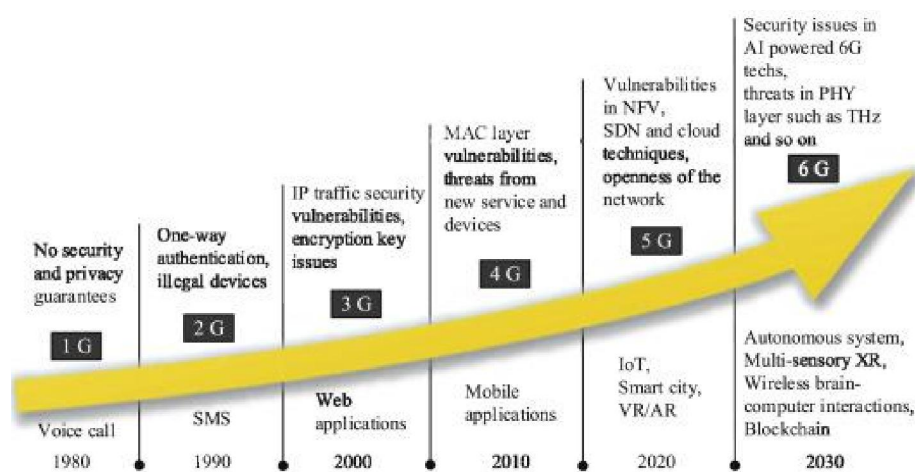 No security
and privacy
guarantees
1 G
Voice call
1980
One-way
authentication,
illegal devices
2 G
SMS
1990
IP traffic security
vulnerabilities,
encryption key
issues
3 G
Web
applications
2000
MAC layer
vulnerabilities,
threats from
new service and
devices
4 G
Mobile
applications
2010
Vulnerabilities
in NFV,
SDN and cloud
techniques,
openness of the
network
5 G
IoT,
Smart city,
VR/AR
2020
Security issues in
AI powered 6G
techs,
threats in PHY
layer such as THz
and so on
6 G
Autonomous system,
Multi-sensory XR,
Wireless brain-
computer interactions,
Blockchain
2030